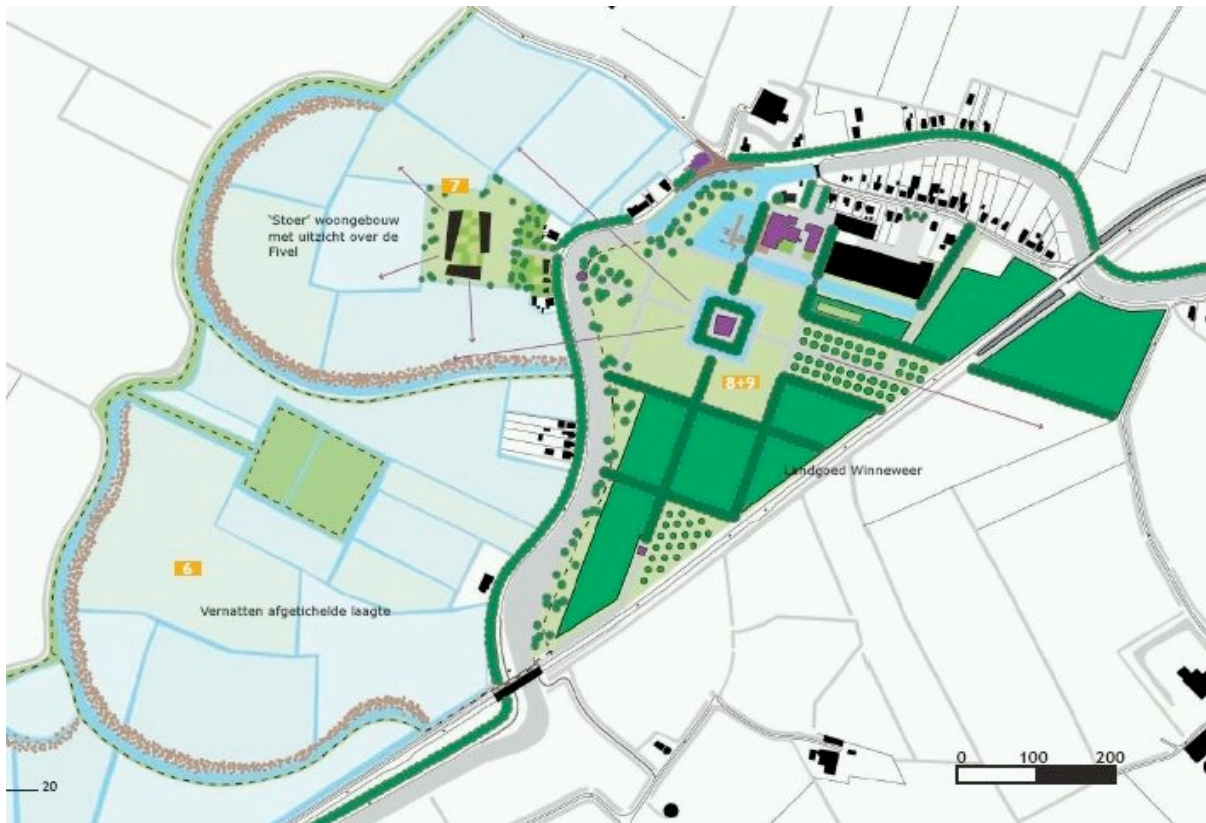 7
'Stoer' woongebouw
met uitzicht over de
Fivel
8+9
Landgoed Winneweer
6
Vernatten afgetichelde laagte
0 100 200
20